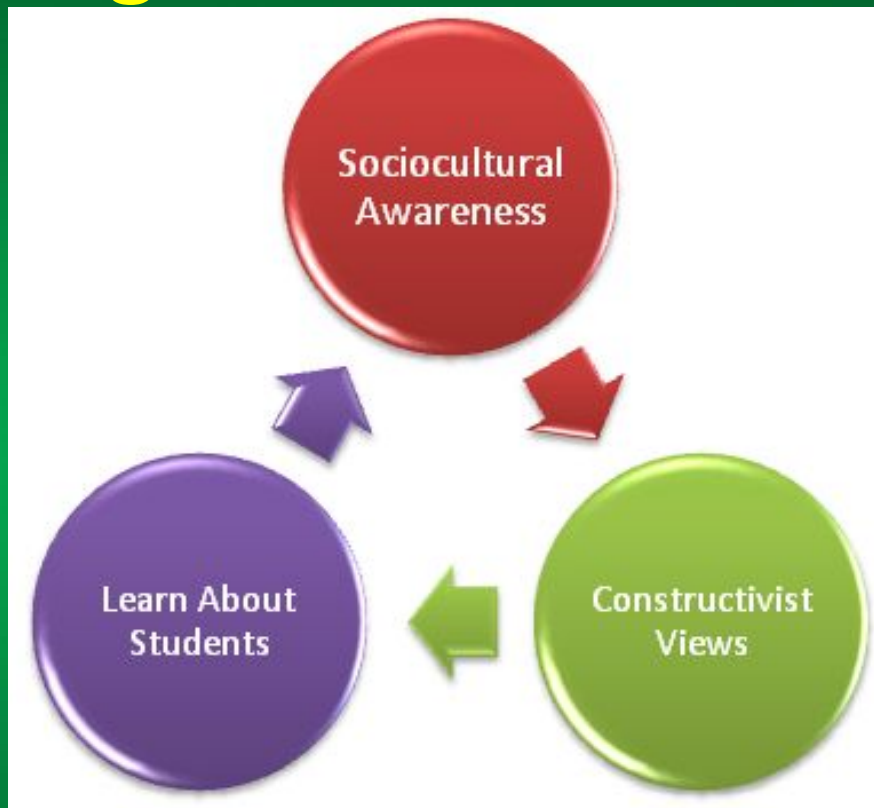 Sociocultural
Awareness
Learn About
Students
Constructivist
Views